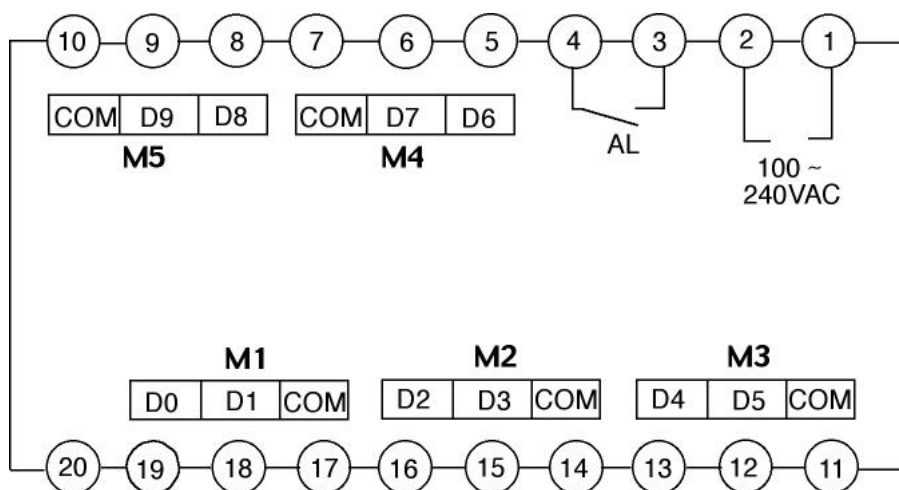 10 9 8 7 6 5 4 3 2 1
COM D9 D8 COM D7 D6
M5 M4 AL
100 ~
240VAC
M1 M2 M3
D0 D1 COM D2 D3 COM D4 D5 COM
20 19 18 17 16 15 14 13 12 11